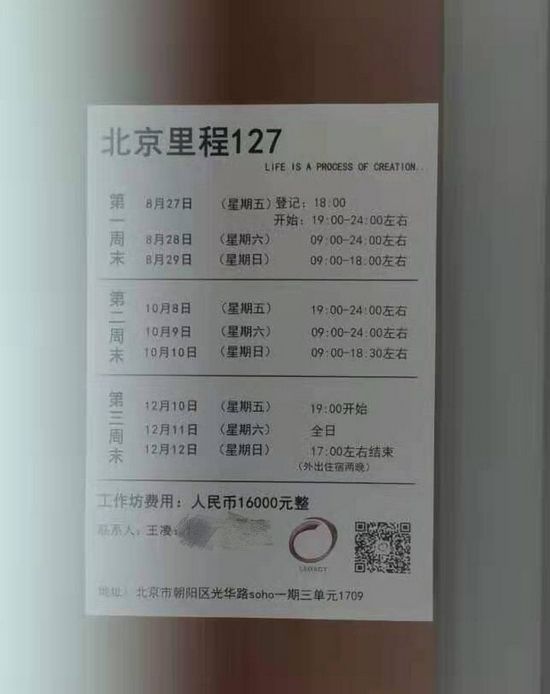 北京里程127
LIFE IS A PROCESS OF CREATION..
第一周末
8月27日 （星期五）登记：18:00
开始：19:00-24:00左右
8月28日 （星期六） 09:00-24:00左右
8月29日 （星期日） 09:00-18:00左右
第二周末
10月8日 （星期五） 19:00-24:00左右
10月9日 （星期六） 09:00-24:00左右
10月10日 （星期日） 09:00-18:30左右
第三周末
12月10日 （星期五） 19:00开始
12月11日 （星期六） 全日
12月12日 （星期日） 17:00左右结束
（外出住宿两晚）
工作坊费用：人民币16000元整
联系人：王凌：
LEGACY
地址：北京市朝阳区光华路soho一期三单元1709